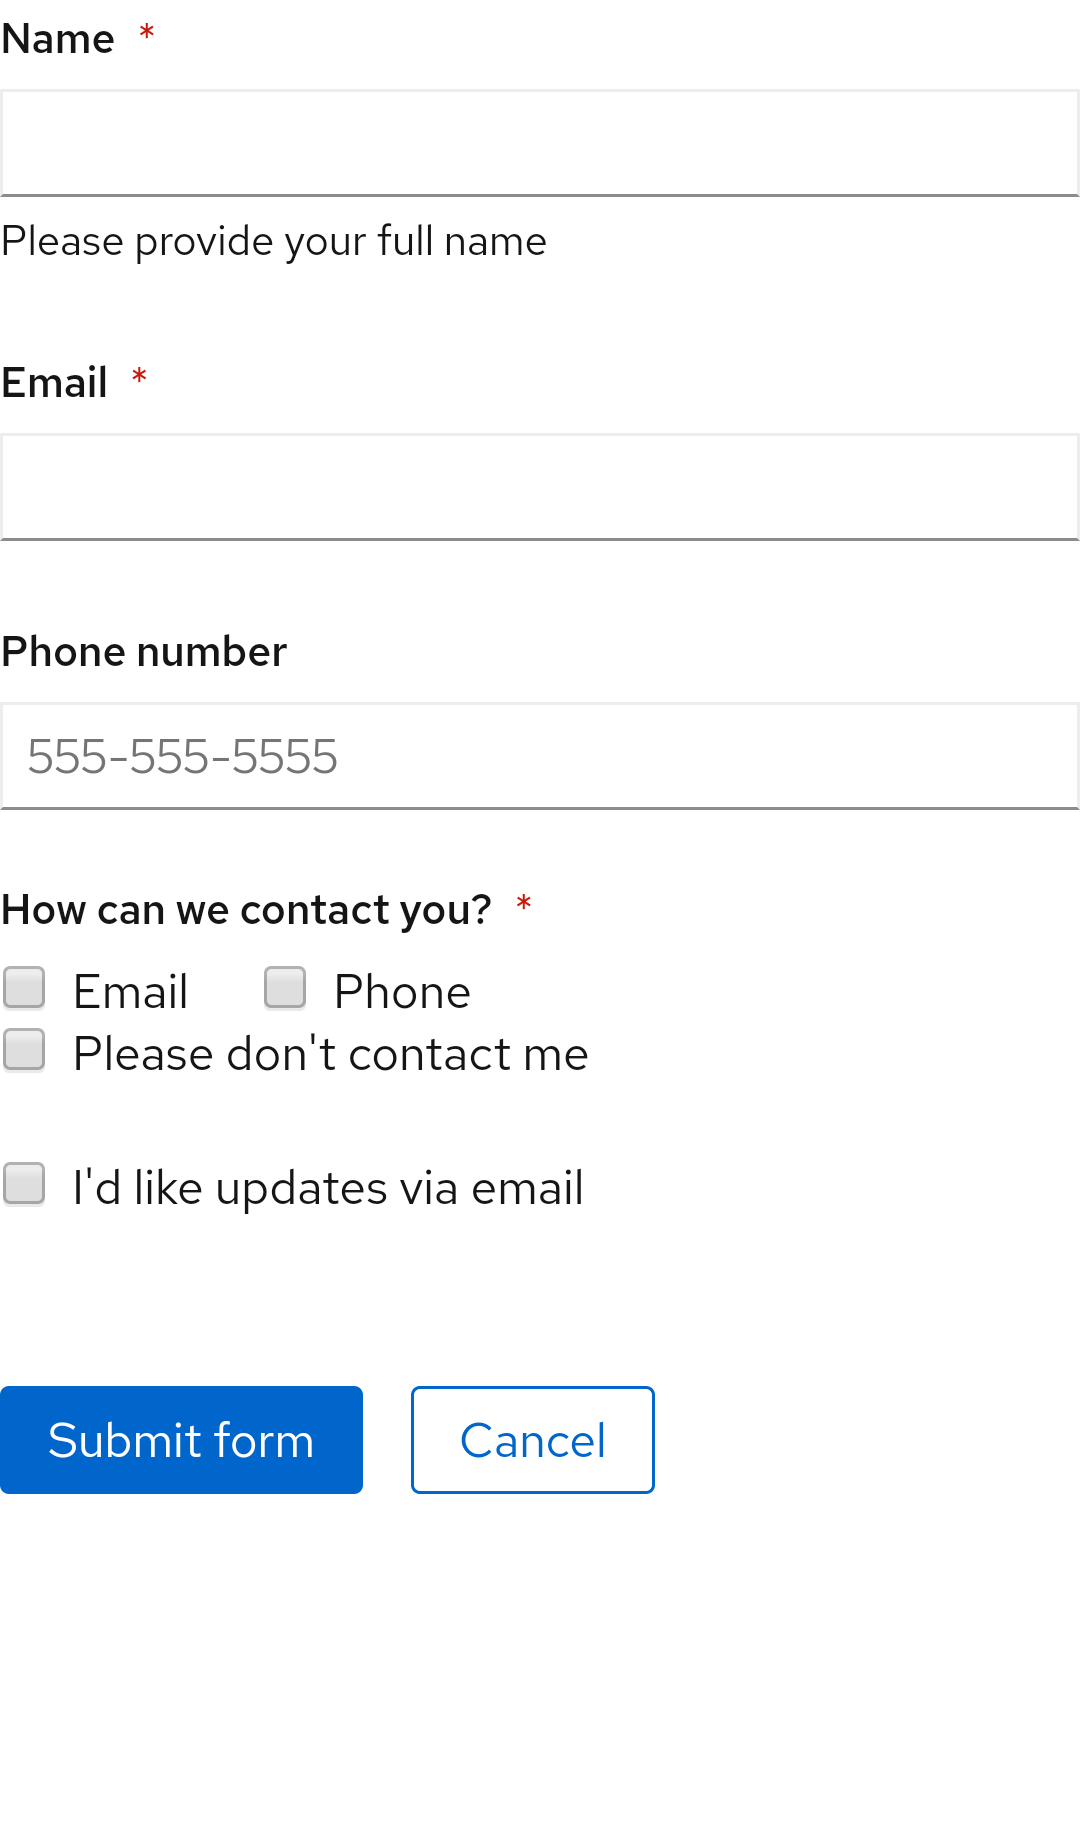 Name *
Please provide your full name
Email *
Phone number
555-555-5555
How can we contact you? *
Email Phone
Please don't contact me
I'd like updates via email
Submit form Cancel